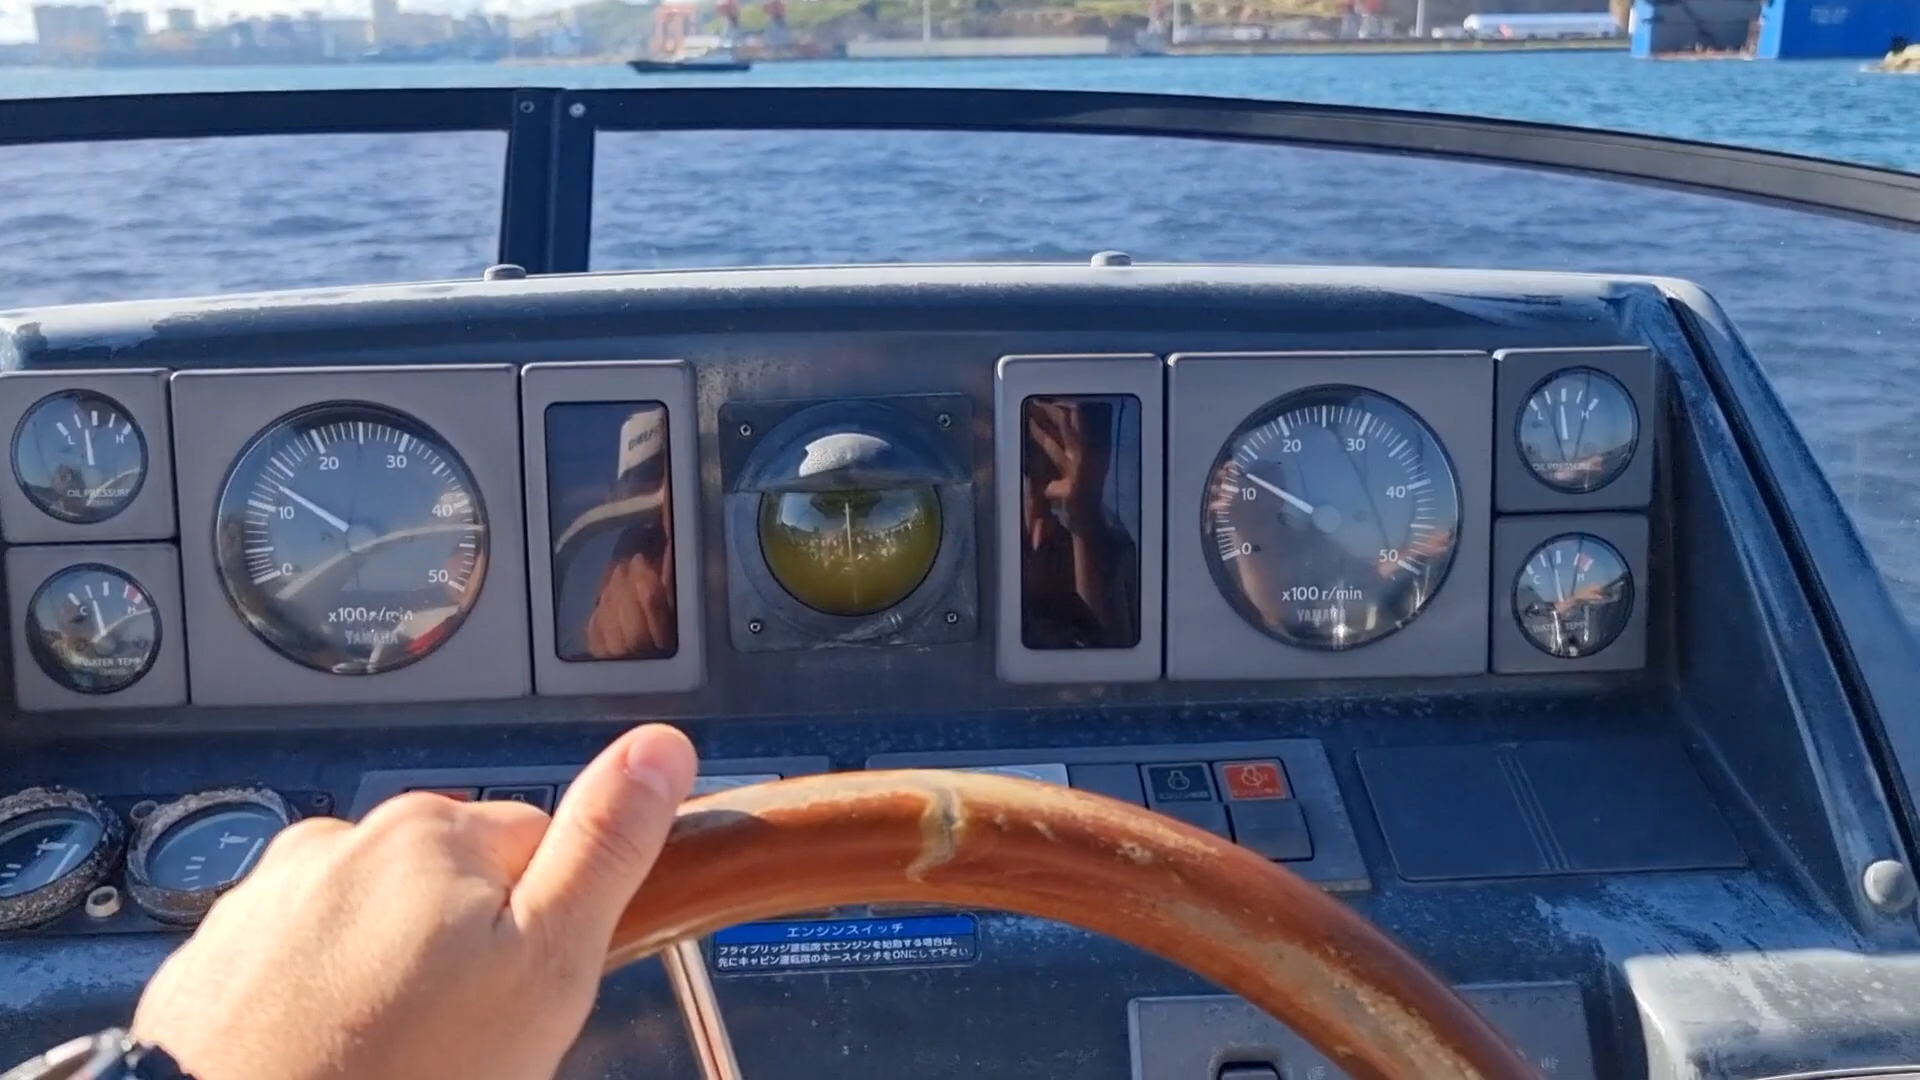 L H
OIL PRESSURE
C H
WATER TEMP
0 10 20 30 40 50
x100 r/min
YAMAHA
0 10 20 30 40 50
x100 r/min
YAMAHA
L H
OIL PRESSURE
C H
WATER TEMP
エンジンスイッチ
フライブリッジ運転席でエンジンを始動する場合は、
先にキャビン運転席のキースイッチをONにして下さい